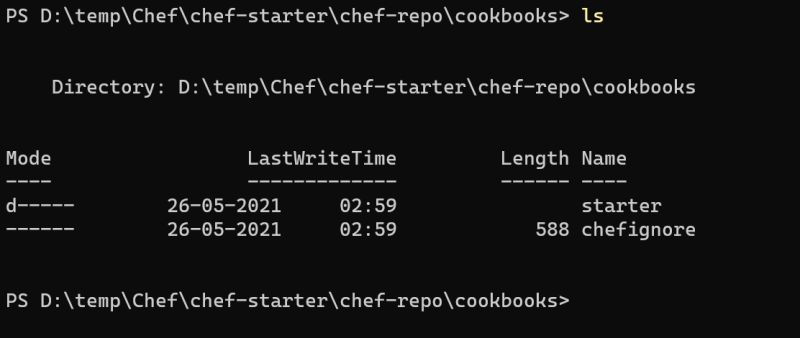 PS D:\temp\Chef\chef-starter\chef-repo\cookbooks> ls
Directory: D:\temp\Chef\chef-starter\chef-repo\cookbooks
Mode LastWriteTime Length Name
---- ------------- ------ ----
d----- 26-05-2021 02:59 starter
------ 26-05-2021 02:59 588 chefignore
PS D:\temp\Chef\chef-starter\chef-repo\cookbooks>